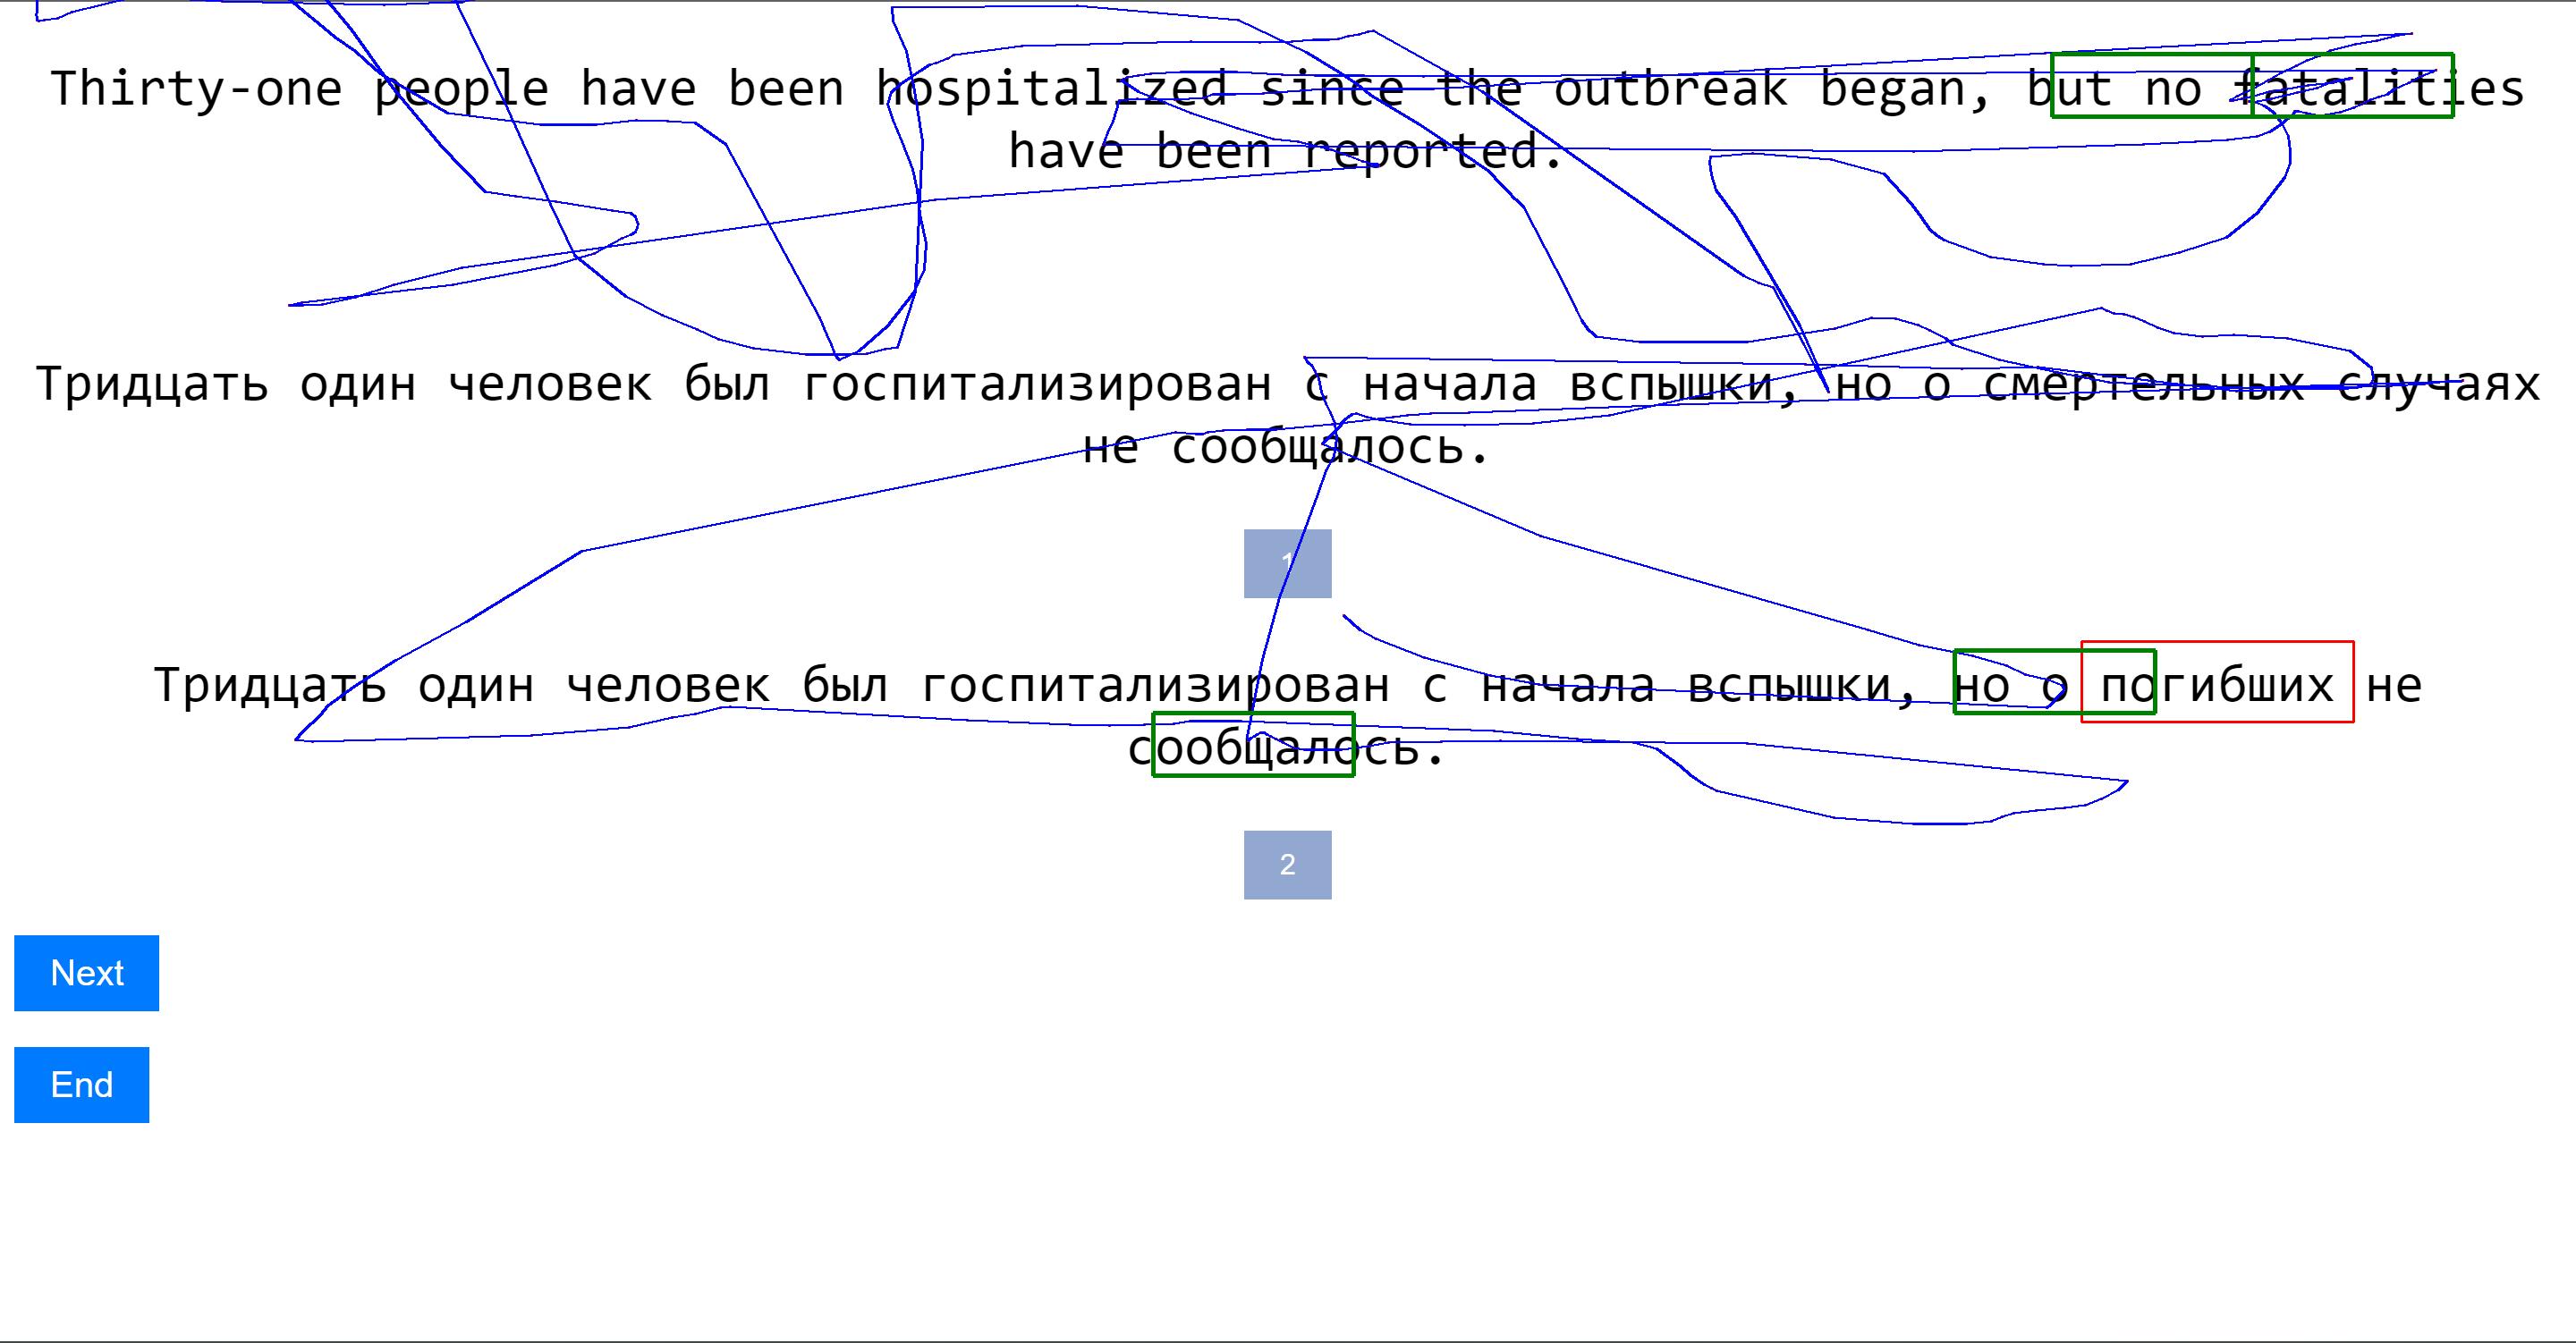 Thirty-one people have been hospitalized since the outbreak began, but no fatalities
have been reported.
Тридцать один человек был госпитализирован с начала вспышки, но о смертельных случаях
не сообщалось.
1
Тридцать один человек был госпитализирован с начала вспышки, но о погибших не
сообщалось.
2
Next
End